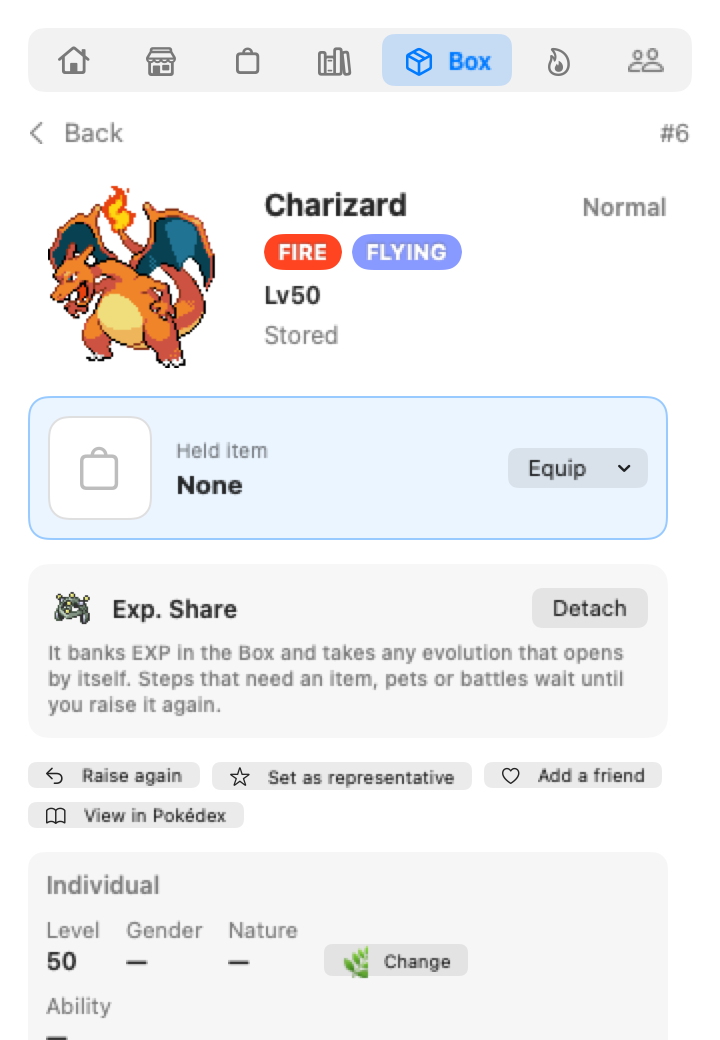 Box
Back
#6
Charizard
Normal
FIRE
FLYING
Lv50
Stored
Held item
None
Equip
Exp. Share
Detach
It banks EXP in the Box and takes any evolution that opens
by itself. Steps that need an item, pets or battles wait until
you raise it again.
Raise again
Set as representative
Add a friend
View in Pokédex
Individual
Level
Gender
Nature
50
—
—
Change
Ability
—